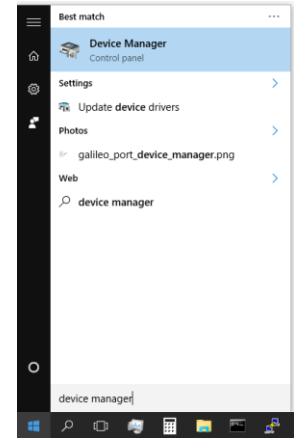 Best match
Device Manager
Control panel
Settings
Update device drivers
Photos
galileo_port_device_manager.png
Web
device manager
device manager